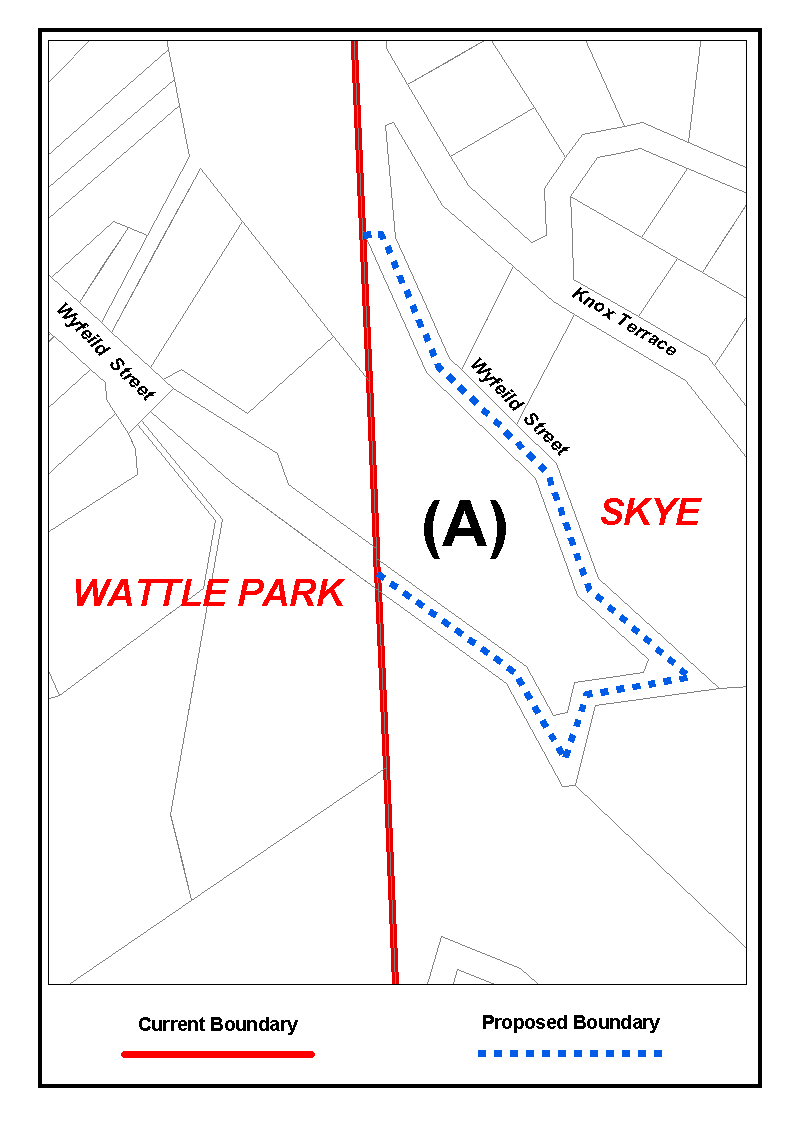 Knox Terrace
Wyfeild Street
Wyfeild Street
(A)
SKYE
WATTLE PARK
Current Boundary
Proposed Boundary